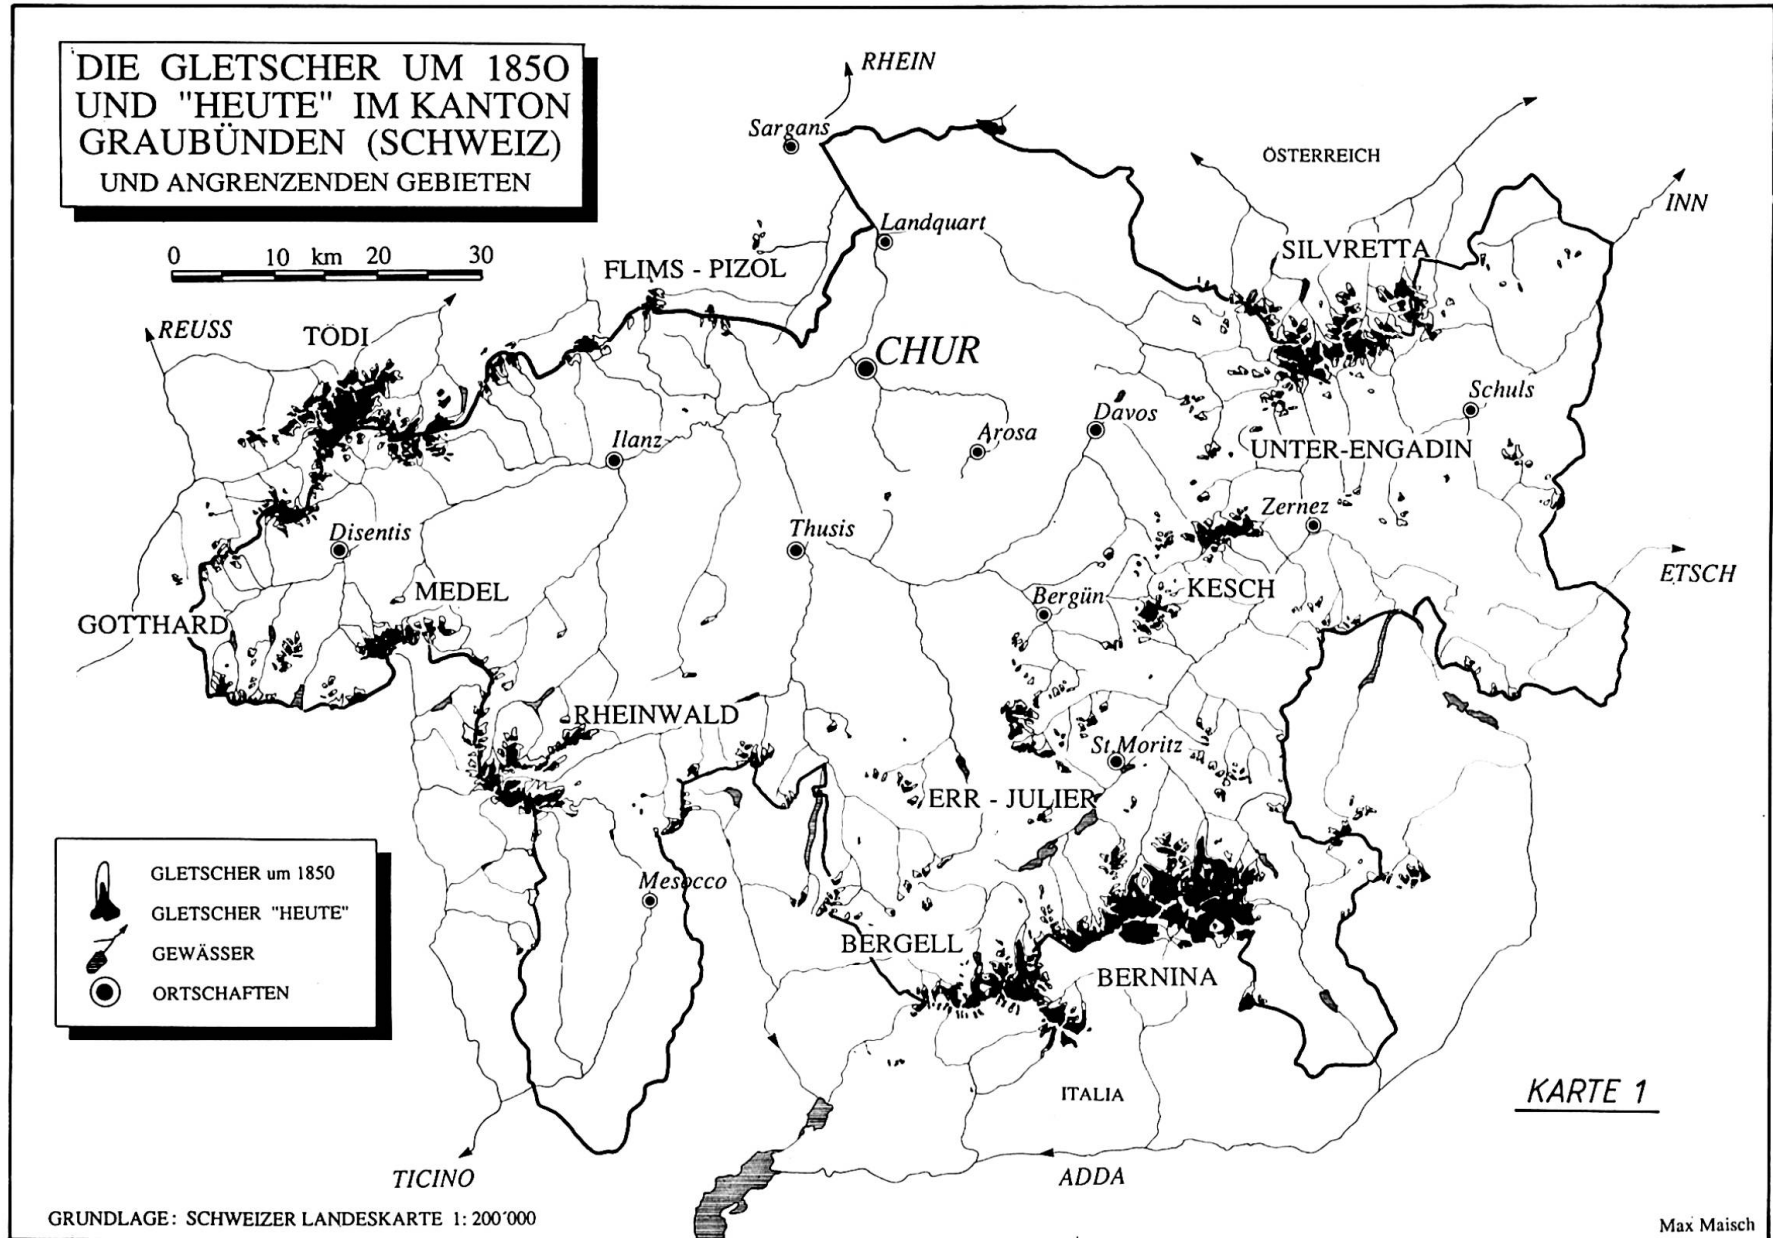 DIE GLETSCHER UM 1850
UND "HEUTE" IM KANTON
GRAUBÜNDEN (SCHWEIZ)
UND ANGRENZENDEN GEBIETEN
0 10 km 20 30
RHEIN
Sargans
ÖSTERREICH
INN
Landquart
SILVRETTA
FLIMS - PIZOL
REUSS
TÖDI
CHUR
Schuls
Davos
Arosa
Ilanz
UNTER-ENGADIN
Zernez
Disentis
Thusis
ETSCH
MEDEL
KESCH
Bergün
GOTTHARD
RHEINWALD
St.Moritz
ERR - JULIER
Mesocco
BERGELL
BERNINA
GLETSCHER um 1850
GLETSCHER "HEUTE"
GEWÄSSER
ORTSCHAFTEN
ITALIA
KARTE 1
TICINO
ADDA
GRUNDLAGE: SCHWEIZER LANDESKARTE 1: 200'000
Max Maisch